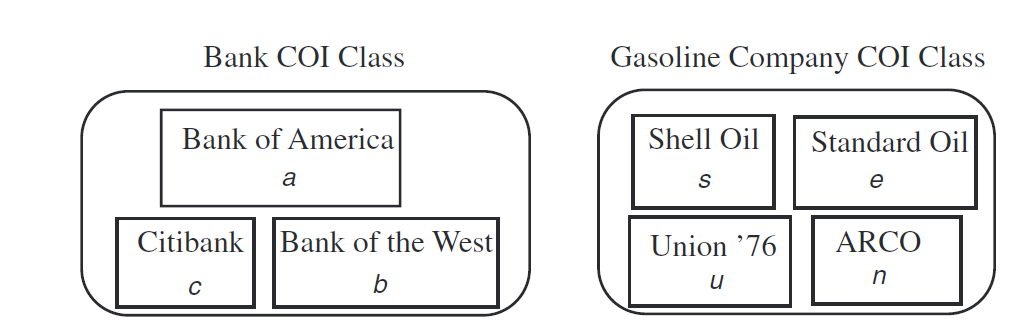 Bank COI Class
Gasoline Company COI Class
Bank of America
a
Citibank
c
Bank of the West
b
Shell Oil
s
Standard Oil
e
Union ’76
u
ARCO
n